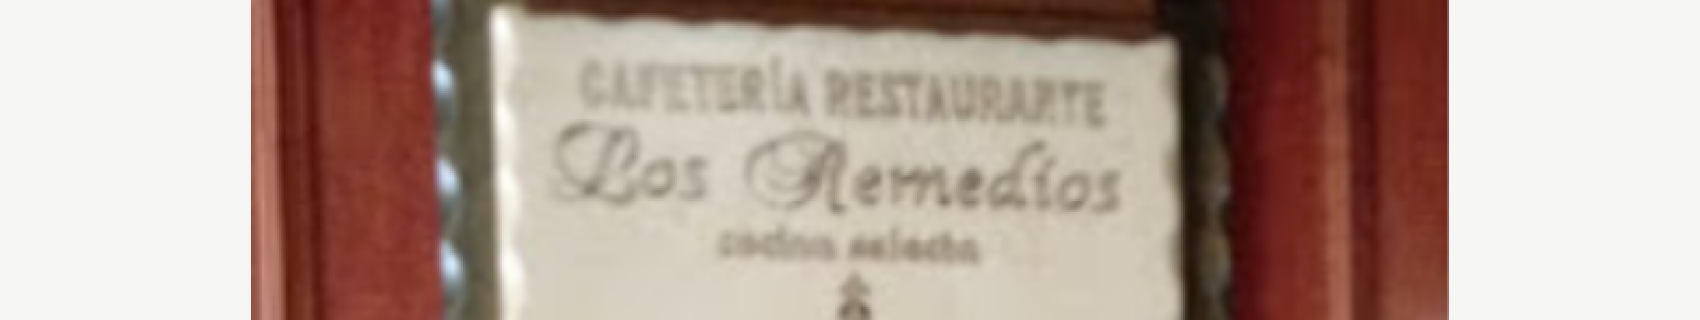 CAFETERÍA RESTAURANTE
Los Remedios
cocina selecta